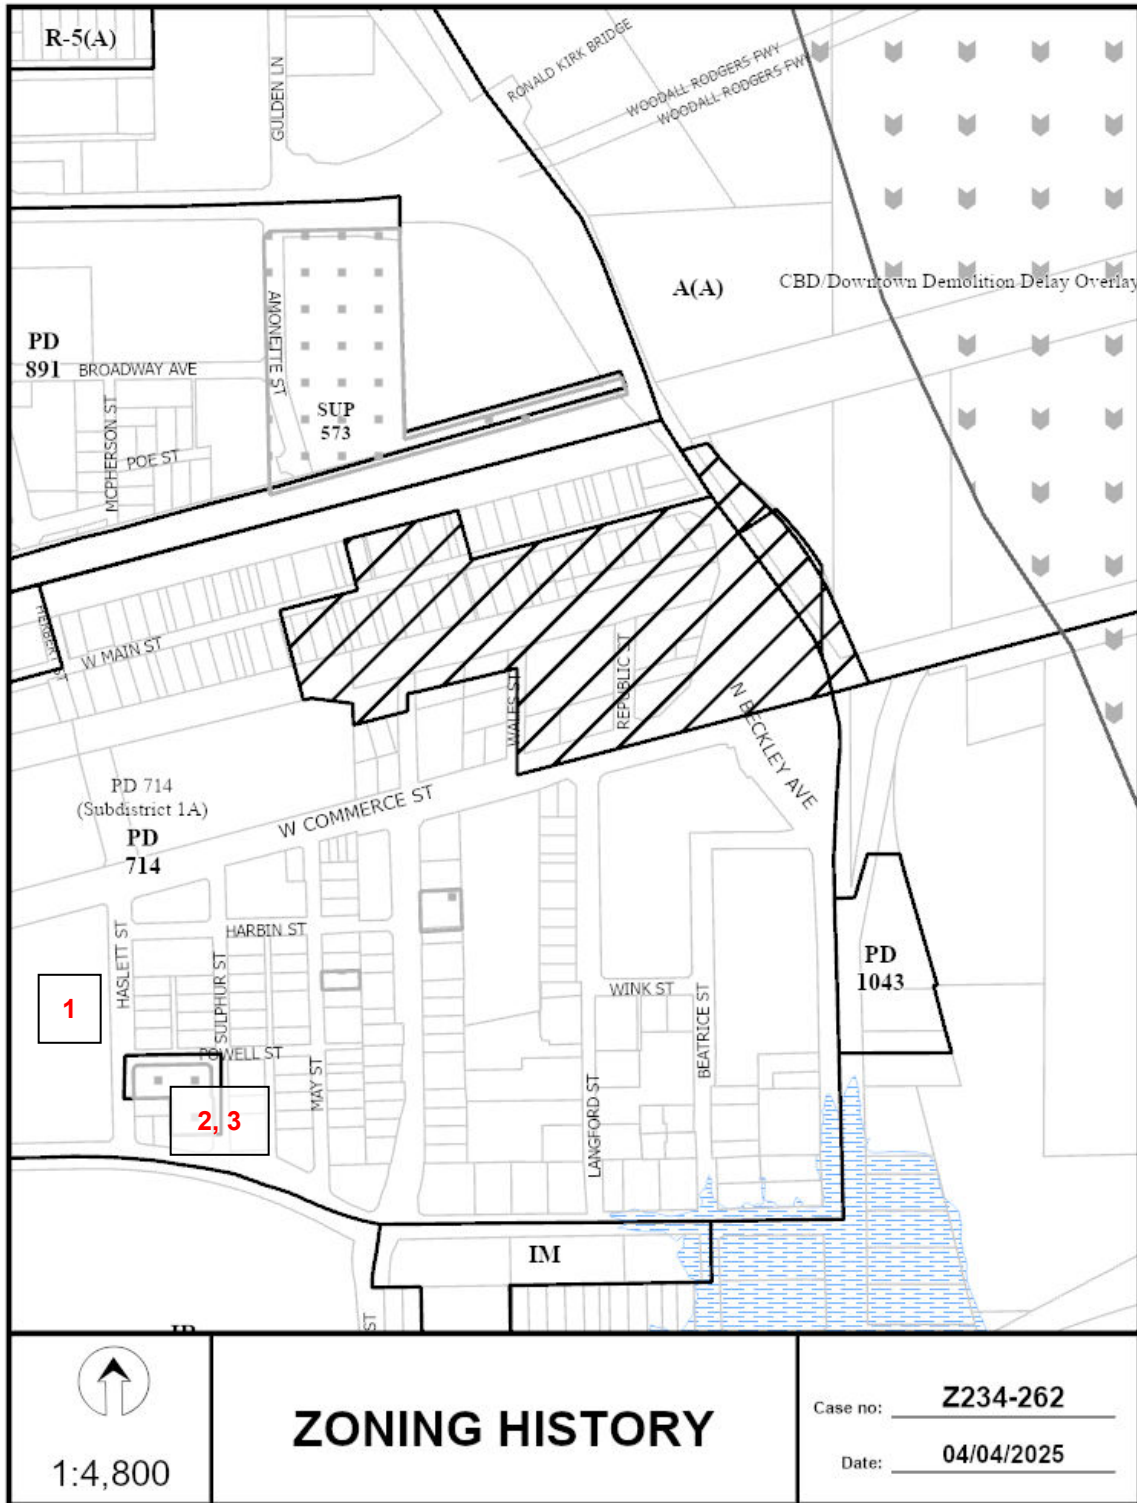 R-5(A)
GULDEN LN
RONALD KIRK BRIDGE
WOODALL RODGERS FWY
WOODALL RODGERS FWY
A(A)
CBD/Downtown Demolition Delay Overlay
PD
891
BROADWAY AVE
AMONETTE ST
MCPHERSON ST
POE ST
SUP
573
HERBERT ST
W MAIN ST
WALES ST
REPUBLIC ST
N BECKLEY AVE
PD 714
(Subdistrict 1A)
PD
714
W COMMERCE ST
HASLETT ST
HARBIN ST
SULPHUR ST
1
POWELL ST
MAY ST
2, 3
WINK ST
BEATRICE ST
LANGFORD ST
PD
1043
IM
ST
1:4,800
ZONING HISTORY
Case no: Z234-262
Date: 04/04/2025